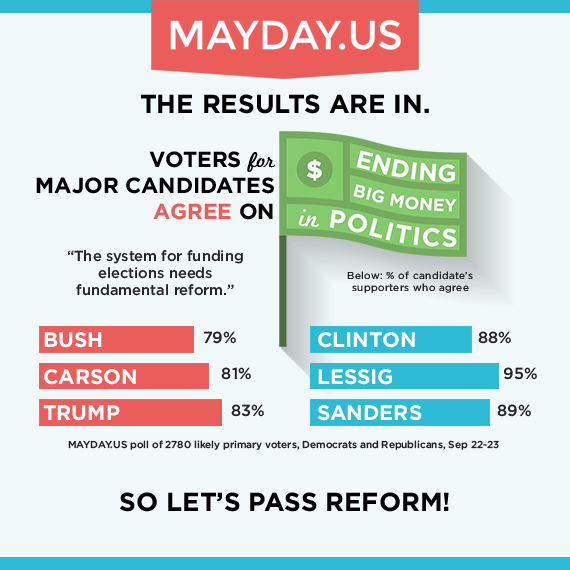 MAYDAY.US
THE RESULTS ARE IN.
VOTERS for
MAJOR CANDIDATES
AGREE ON
$
ENDING
BIG MONEY
in POLITICS
“The system for funding
elections needs
fundamental reform.”
Below: % of candidate's
supporters who agree
BUSH 79%
CARSON 81%
TRUMP 83%
CLINTON 88%
LESSIG 95%
SANDERS 89%
MAYDAY.US poll of 2780 likely primary voters, Democrats and Republicans, Sep 22-23
SO LET'S PASS REFORM!